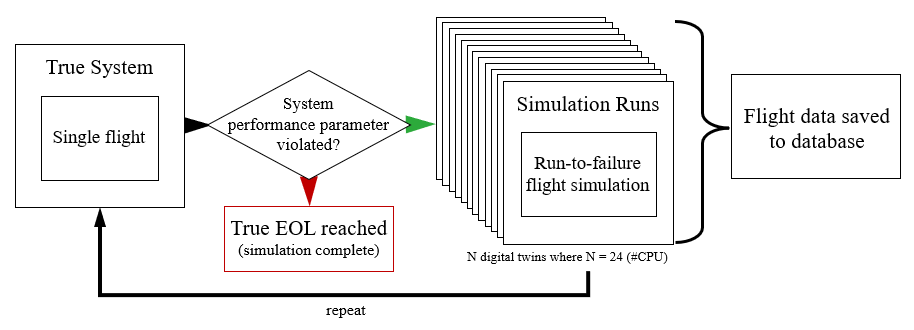 True System
Single flight
System
performance parameter
violated?
True EOL reached
(simulation complete)
Simulation Runs
Run-to-failure
flight simulation
N digital twins where N = 24 (#CPU)
Flight data saved
to database
repeat